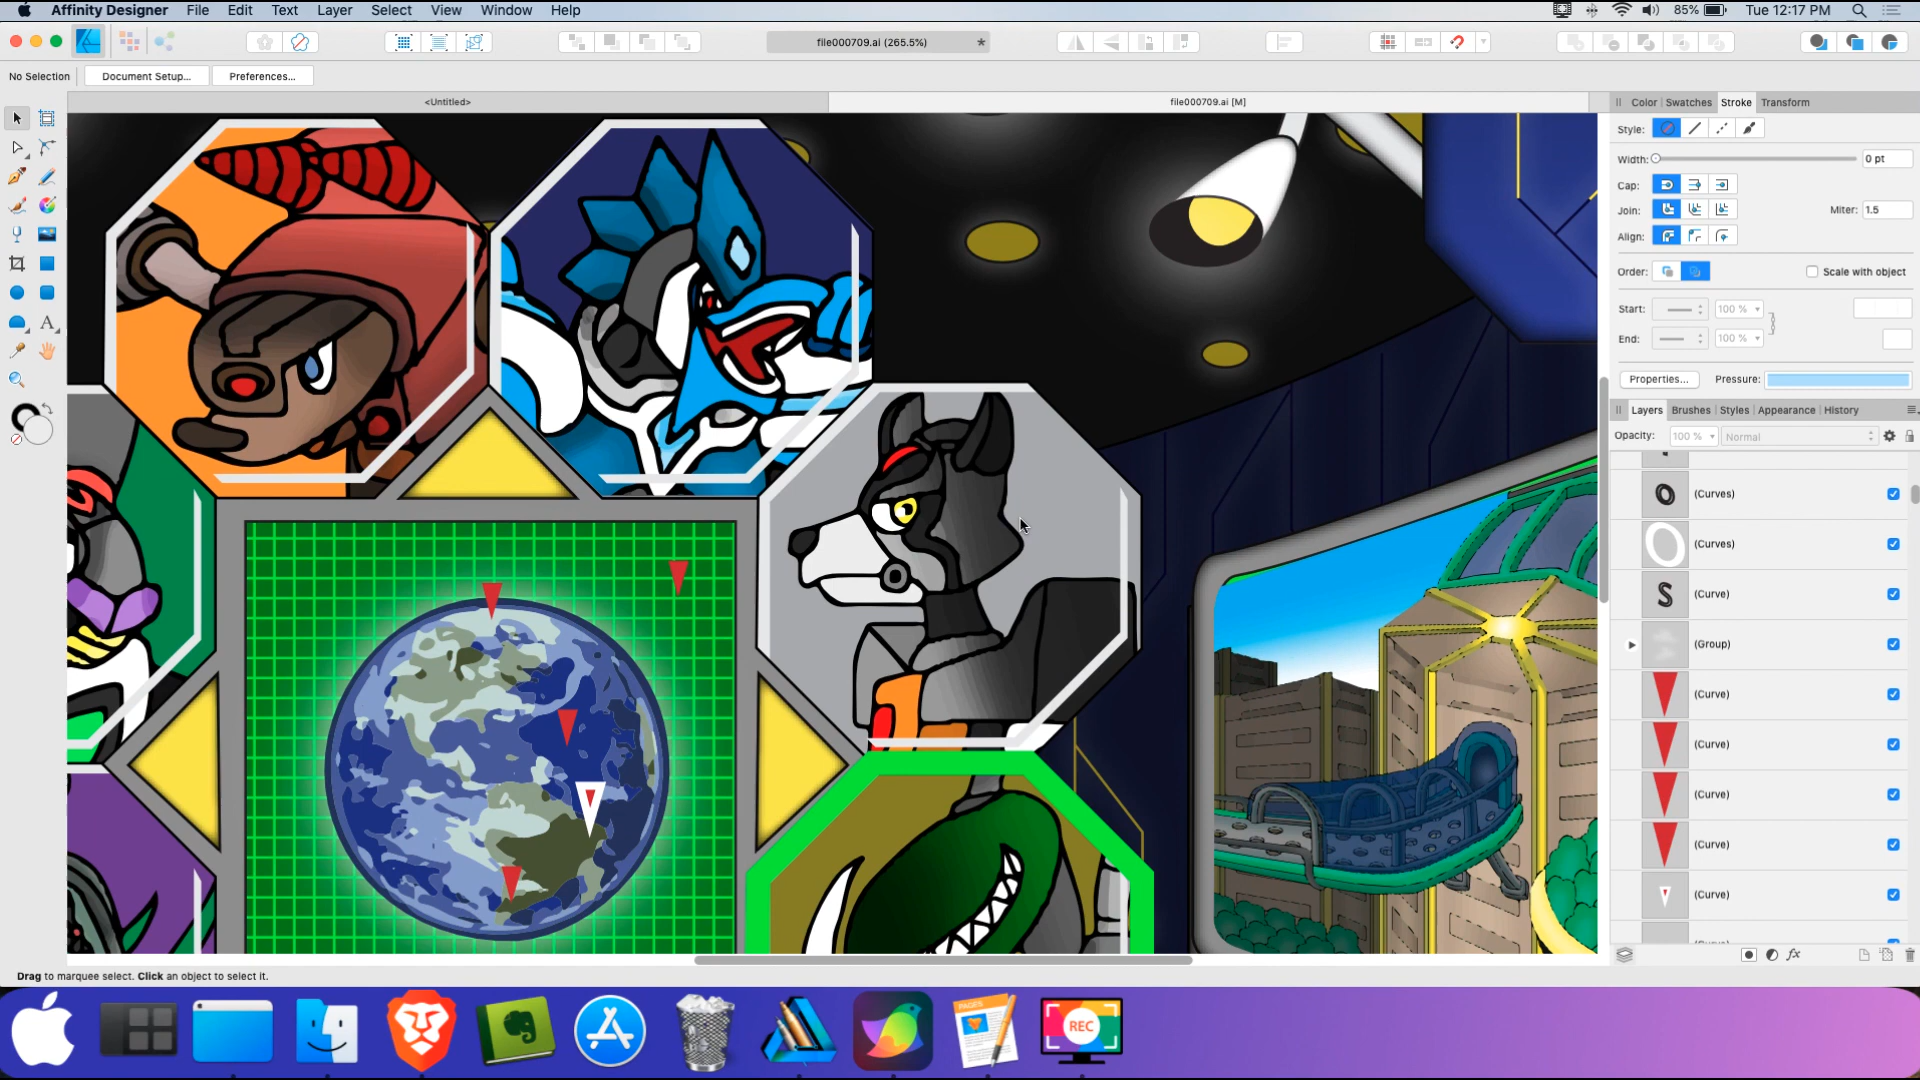 Affinity Designer File Edit Text Layer Select View Window Help 85% Tue 12:17 PM
file000709.ai (265.5%) *
No Selection Document Setup... Preferences...
<Untitled> file000709.ai [M]
Color Swatches Stroke Transform
Style:
Width: 0 pt
Cap:
Join: Miter: 1.5
Align:
Order: Scale with object
Start: 100 %
End: 100 %
Properties... Pressure:
Layers Brushes Styles Appearance History
Opacity: 100 % Normal
(Curves)
(Curves)
(Curve)
(Group)
(Curve)
(Curve)
(Curve)
(Curve)
(Curve)
A
fx
Drag to marquee select. Click an object to select it.
PAGES
REC